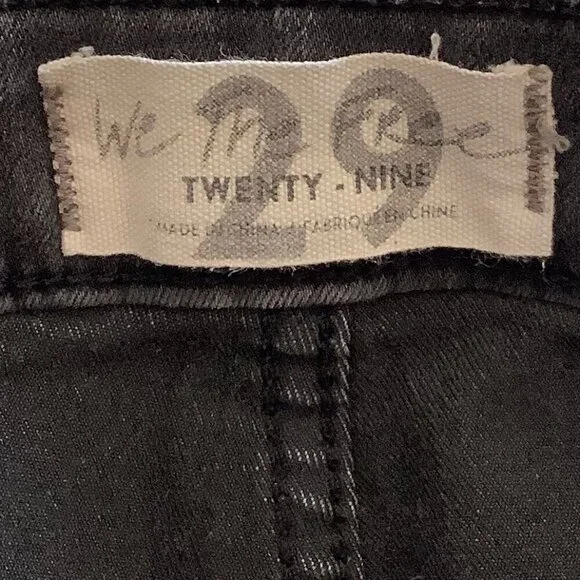 We The Free
29
TWENTY - NINE
MADE IN CHINA / FABRIQUE EN CHINE